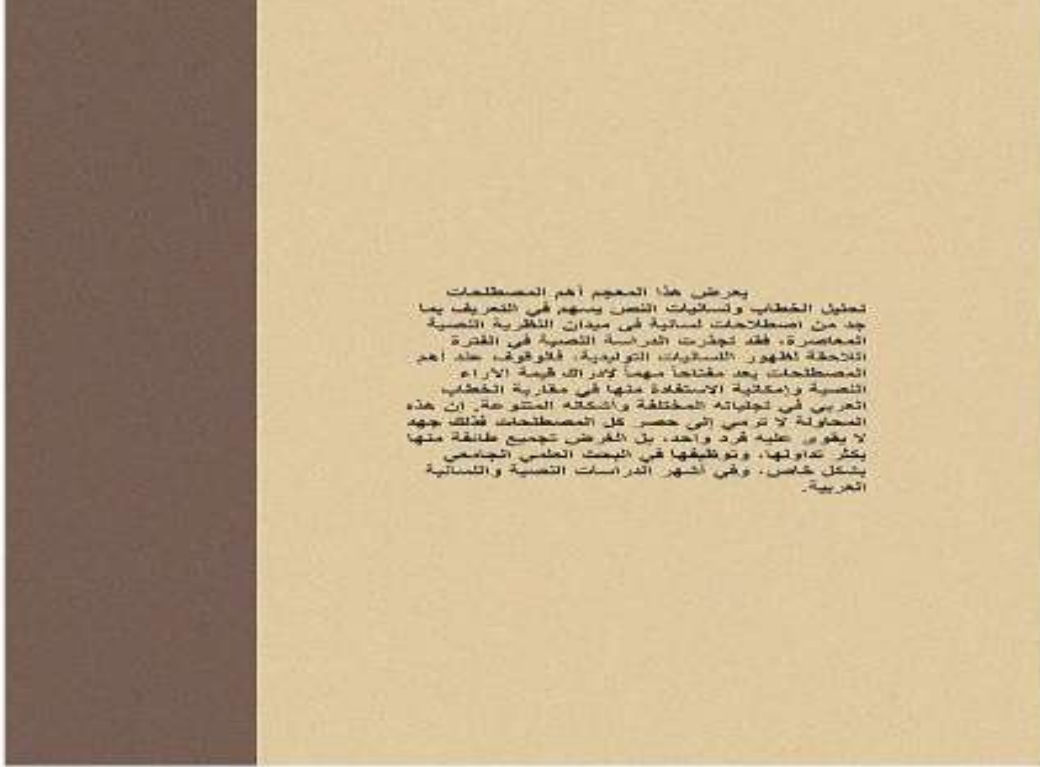 يعرض هذا المعجم أهم المصطلحات
تحليل الخطاب ولسانيات النص يسهم في التعريف بما
جد من اصطلاحات لسانية في ميدان النظرية النصية
المعاصرة، فقد تجذرت الدراسة النصية في الفترة
اللاحقة لظهور اللسانيات التوليدية، فالوقوف عند أهم
المصطلحات يعد مفتاحاً مهماً لادراك قيمة الآراء
النصية وإمكانية الاستفادة منها في مقاربة الخطاب
العربي في تجلياته المختلفة وأشكاله المتنوعة. إن هذه
المحاولة لا ترمي إلى حصر كل المصطلحات فذلك جهد
لا يقوى عليه فرد واحد، بل الغرض تجميع طائفة منها
يكثر تداولها، وتوظيفها في البحث العلمي الجامعي
بشكل خاص، وفي أشهر الدراسات النصية واللسانية
العربية.